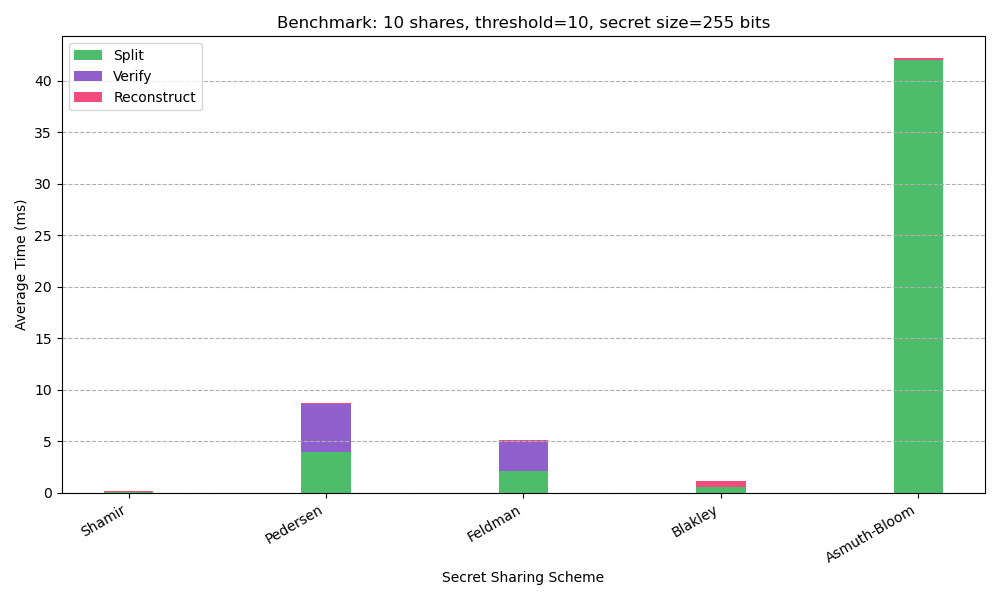 Benchmark: 10 shares, threshold=10, secret size=255 bits
Split
Verify
Reconstruct
Average Time (ms)
40
35
30
25
20
15
10
5
0
Shamir
Pedersen
Feldman
Blakley
Asmuth-Bloom
Secret Sharing Scheme